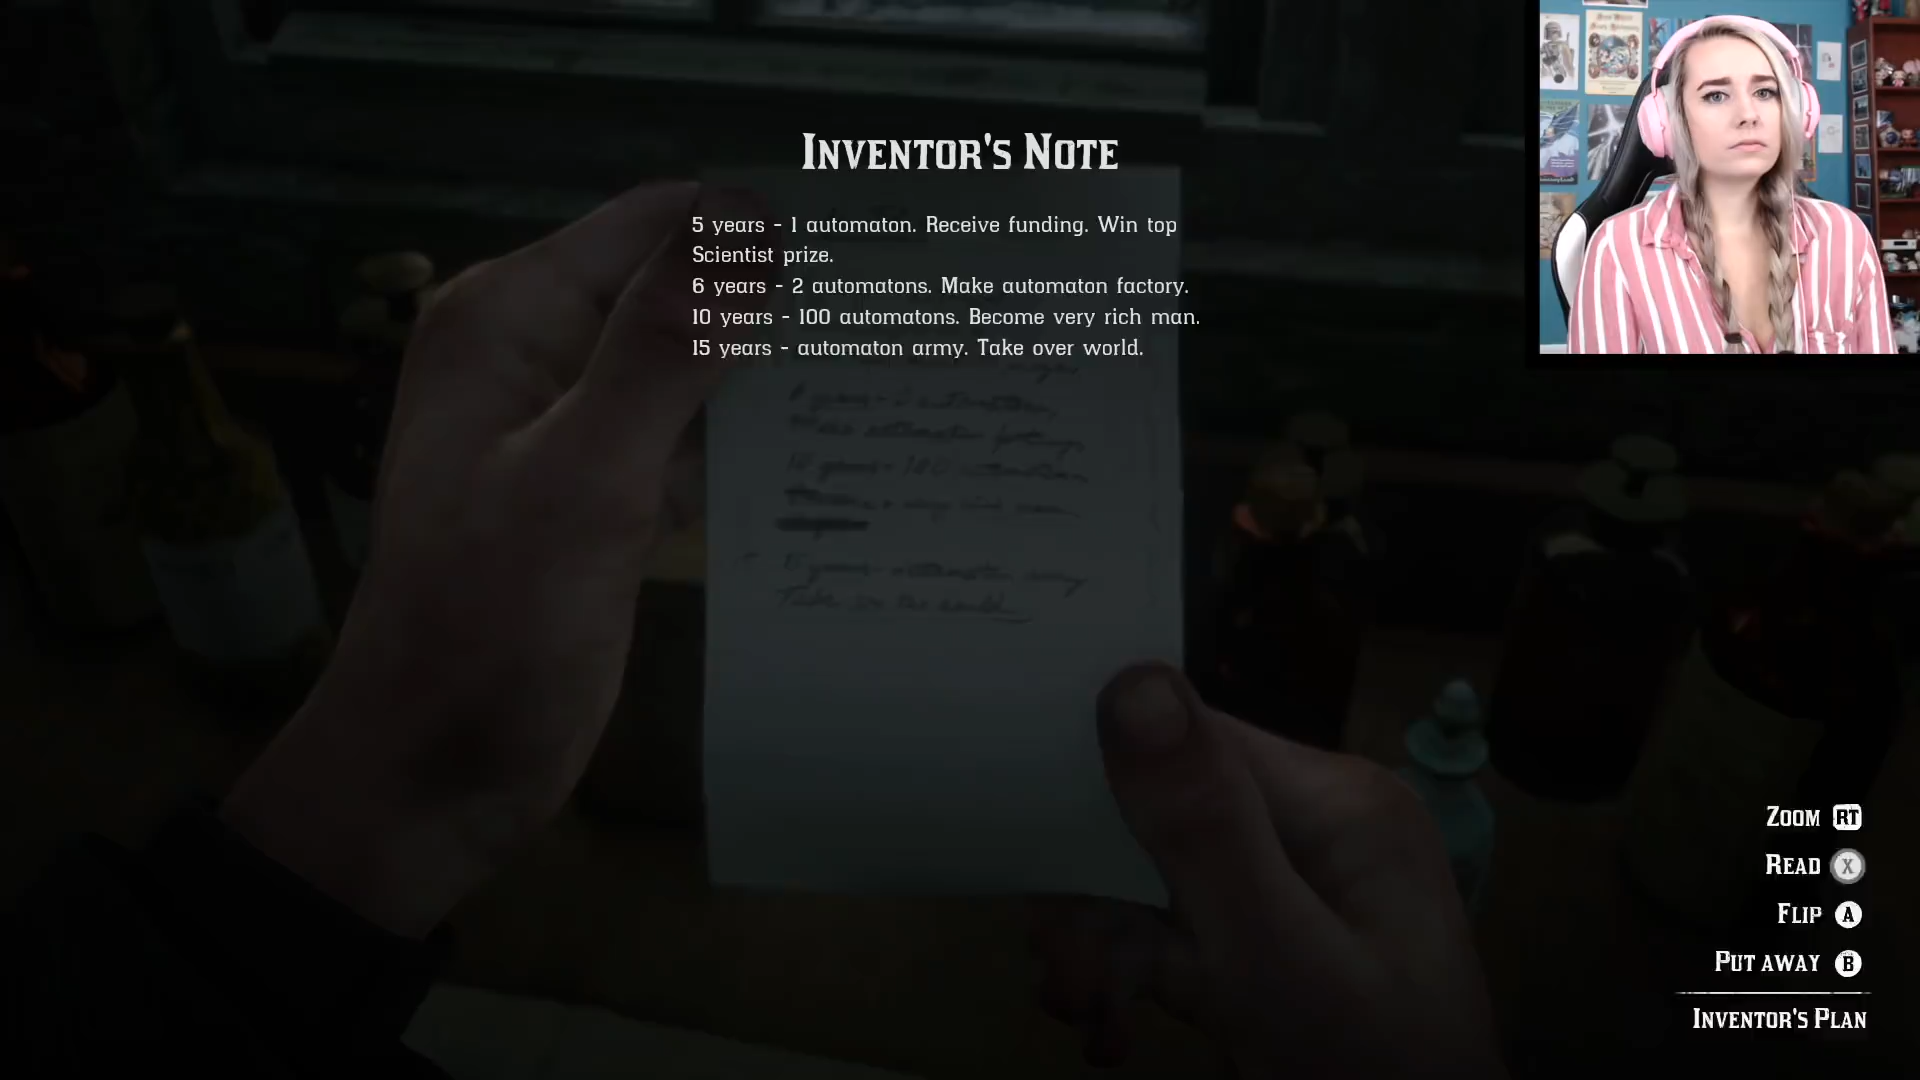 INVENTOR'S NOTE
5 years - 1 automaton. Receive funding. Win top
Scientist prize.
6 years - 2 automatons. Make automaton factory.
10 years - 100 automatons. Become very rich man.
15 years - automaton army. Take over world.
ZOOM RT
READ X
FLIP A
PUT AWAY B
INVENTOR'S PLAN